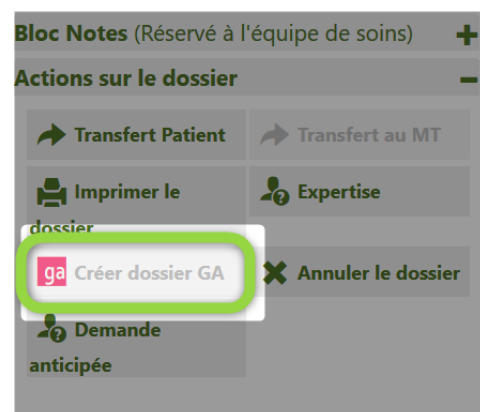 Bloc Notes (Réservé à l'équipe de soins)
Actions sur le dossier
Transfert Patient
Transfert au MT
Imprimer le
dossier
Expertise
ga Créer dossier GA
Annuler le dossier
Demande
anticipée